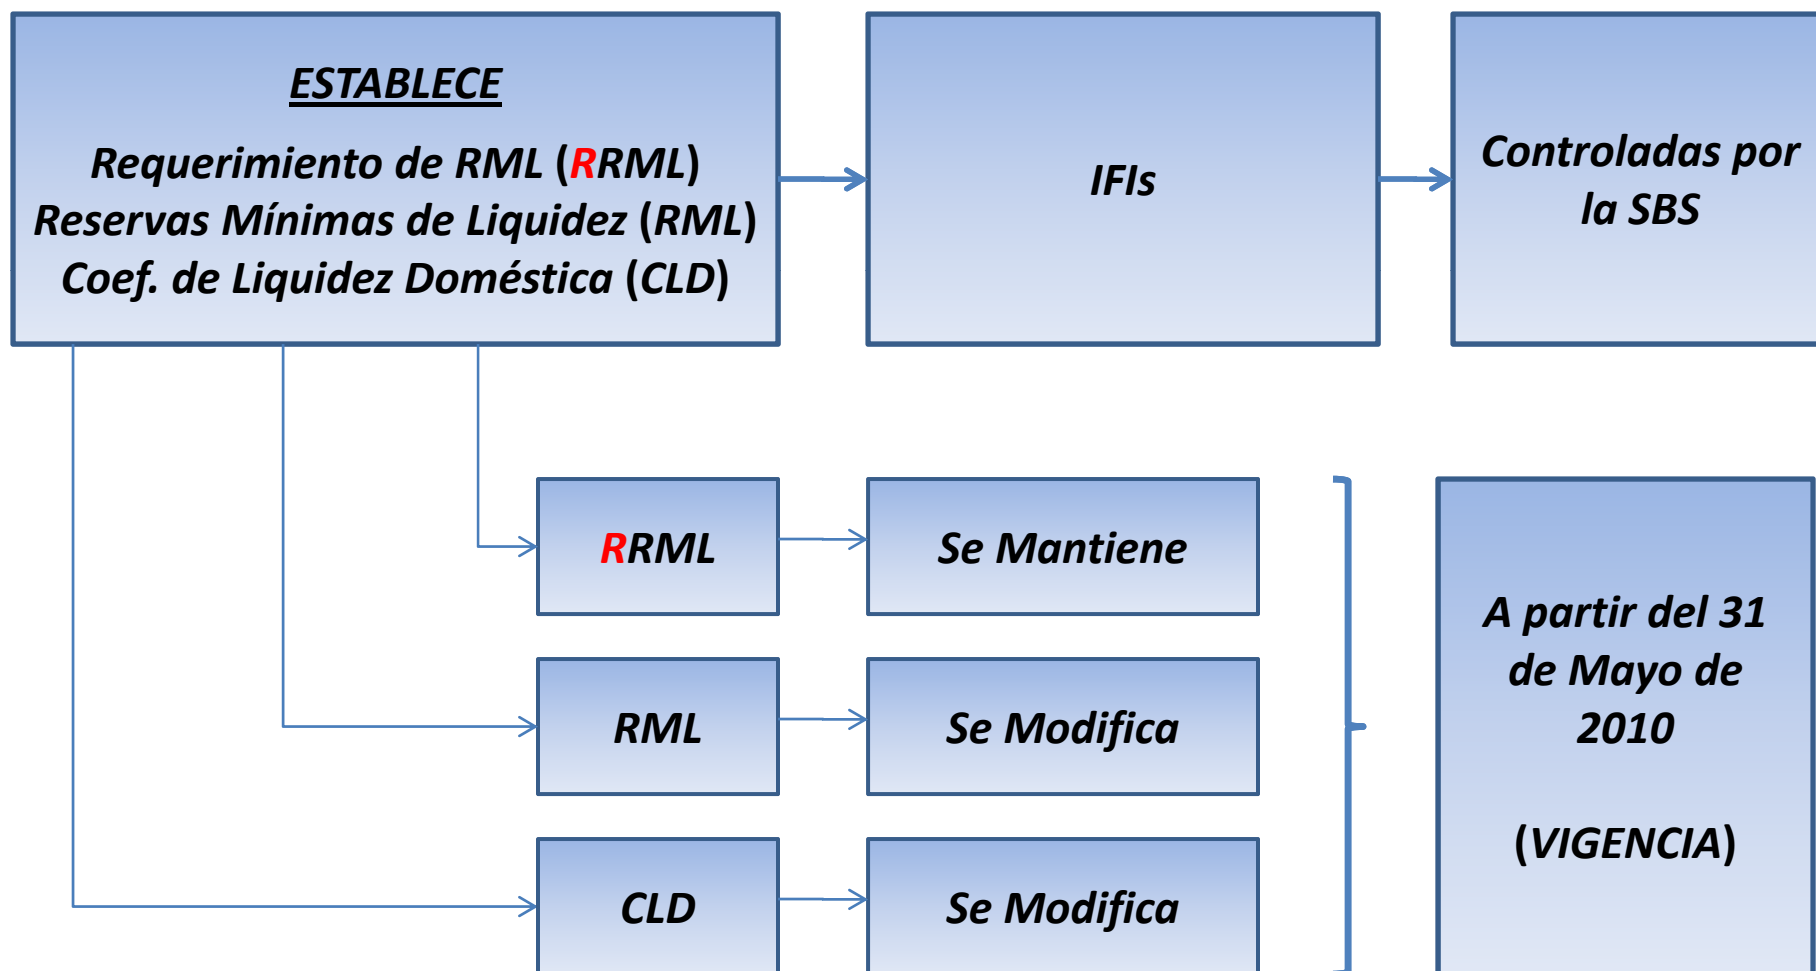 ESTABLECE
Requerimiento de RML (RRML)
Reservas Mínimas de Liquidez (RML)
Coef. de Liquidez Doméstica (CLD)
IFIs
Controladas por
la SBS
RRML
Se Mantiene
RML
Se Modifica
CLD
Se Modifica
A partir del 31
de Mayo de
2010
(VIGENCIA)